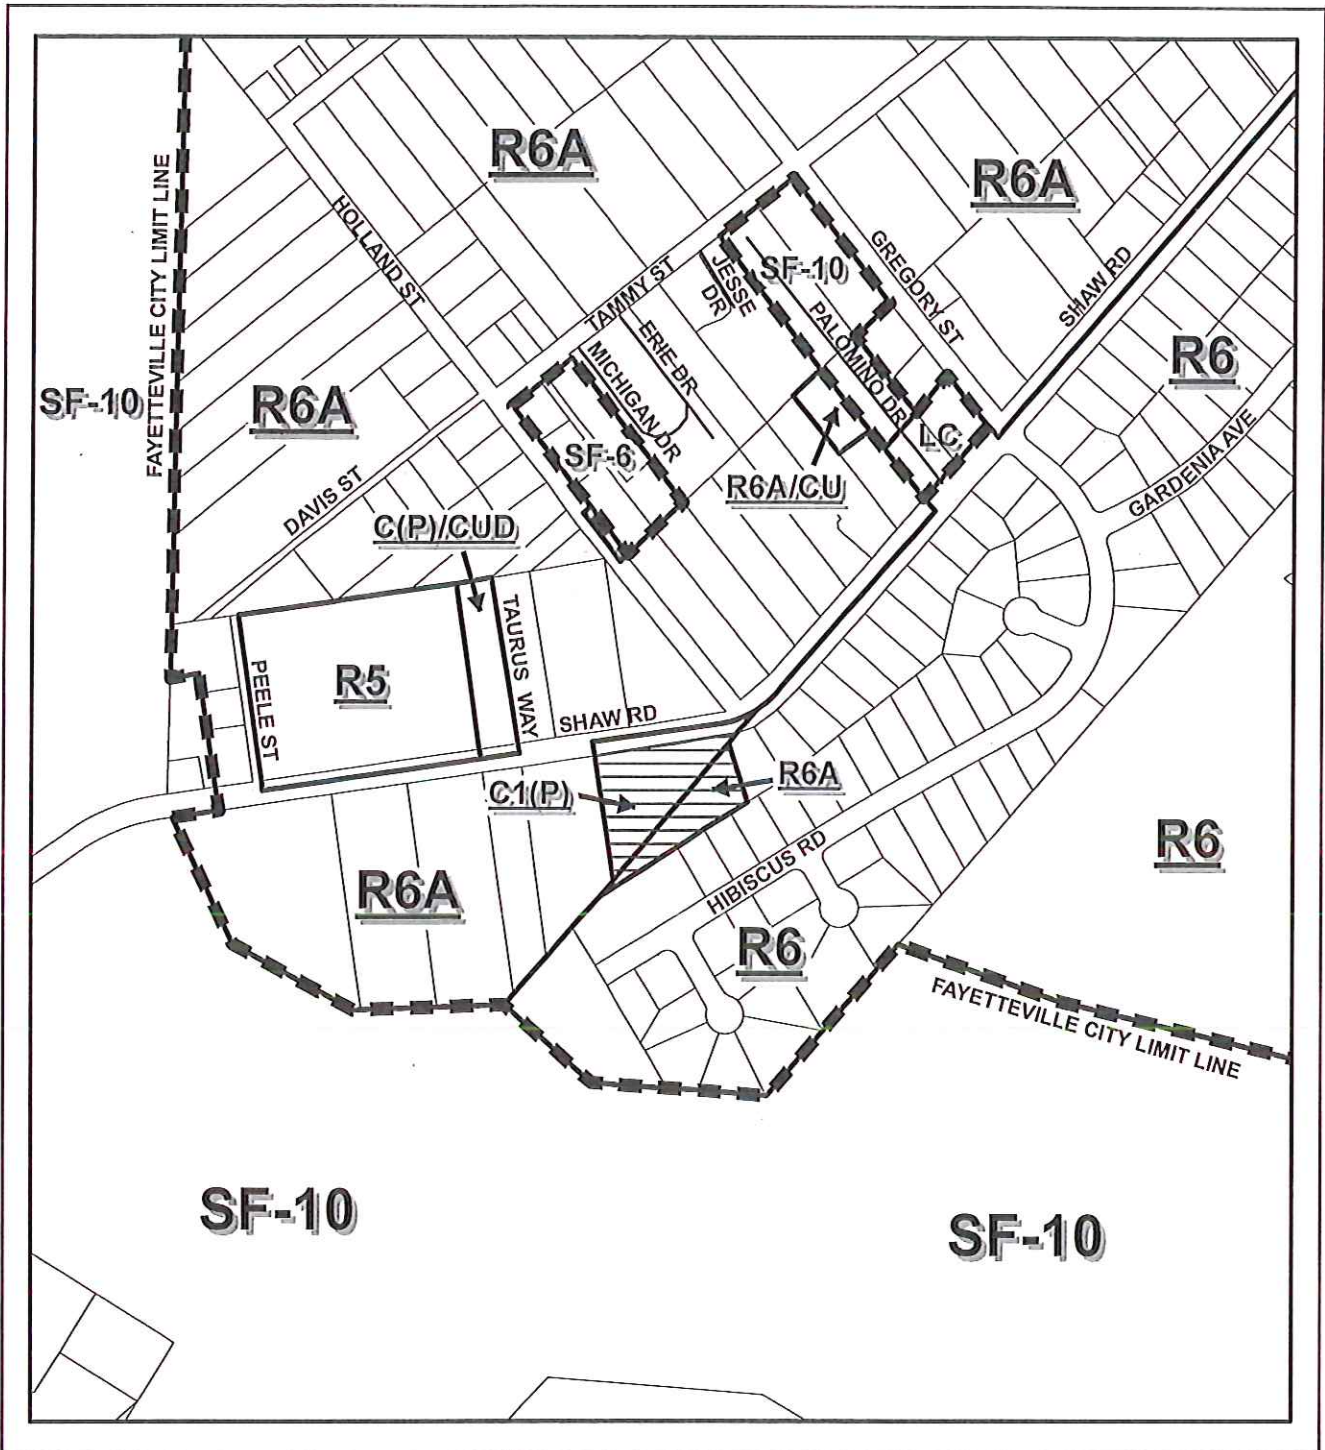 R6A
R6A
FAYETTEVILLE CITY LIMIT LINE
HOLLAND ST
TAMMY ST
JESSE
DR
SF-10
GREGORY ST
SHAW RD
PALOMINO DR
ERIE DR
MICHIGAN DR
R6
SF-10
R6A
SF-6
LC
R6A/CU
GARDENIA AVE
DAVIS ST
C(P)/CUD
TAURUS WAY
PEELE ST
R5
SHAW RD
C1(P)
R6A
R6
R6A
HIBISCUS RD
R6
FAYETTEVILLE CITY LIMIT LINE
SF-10
SF-10